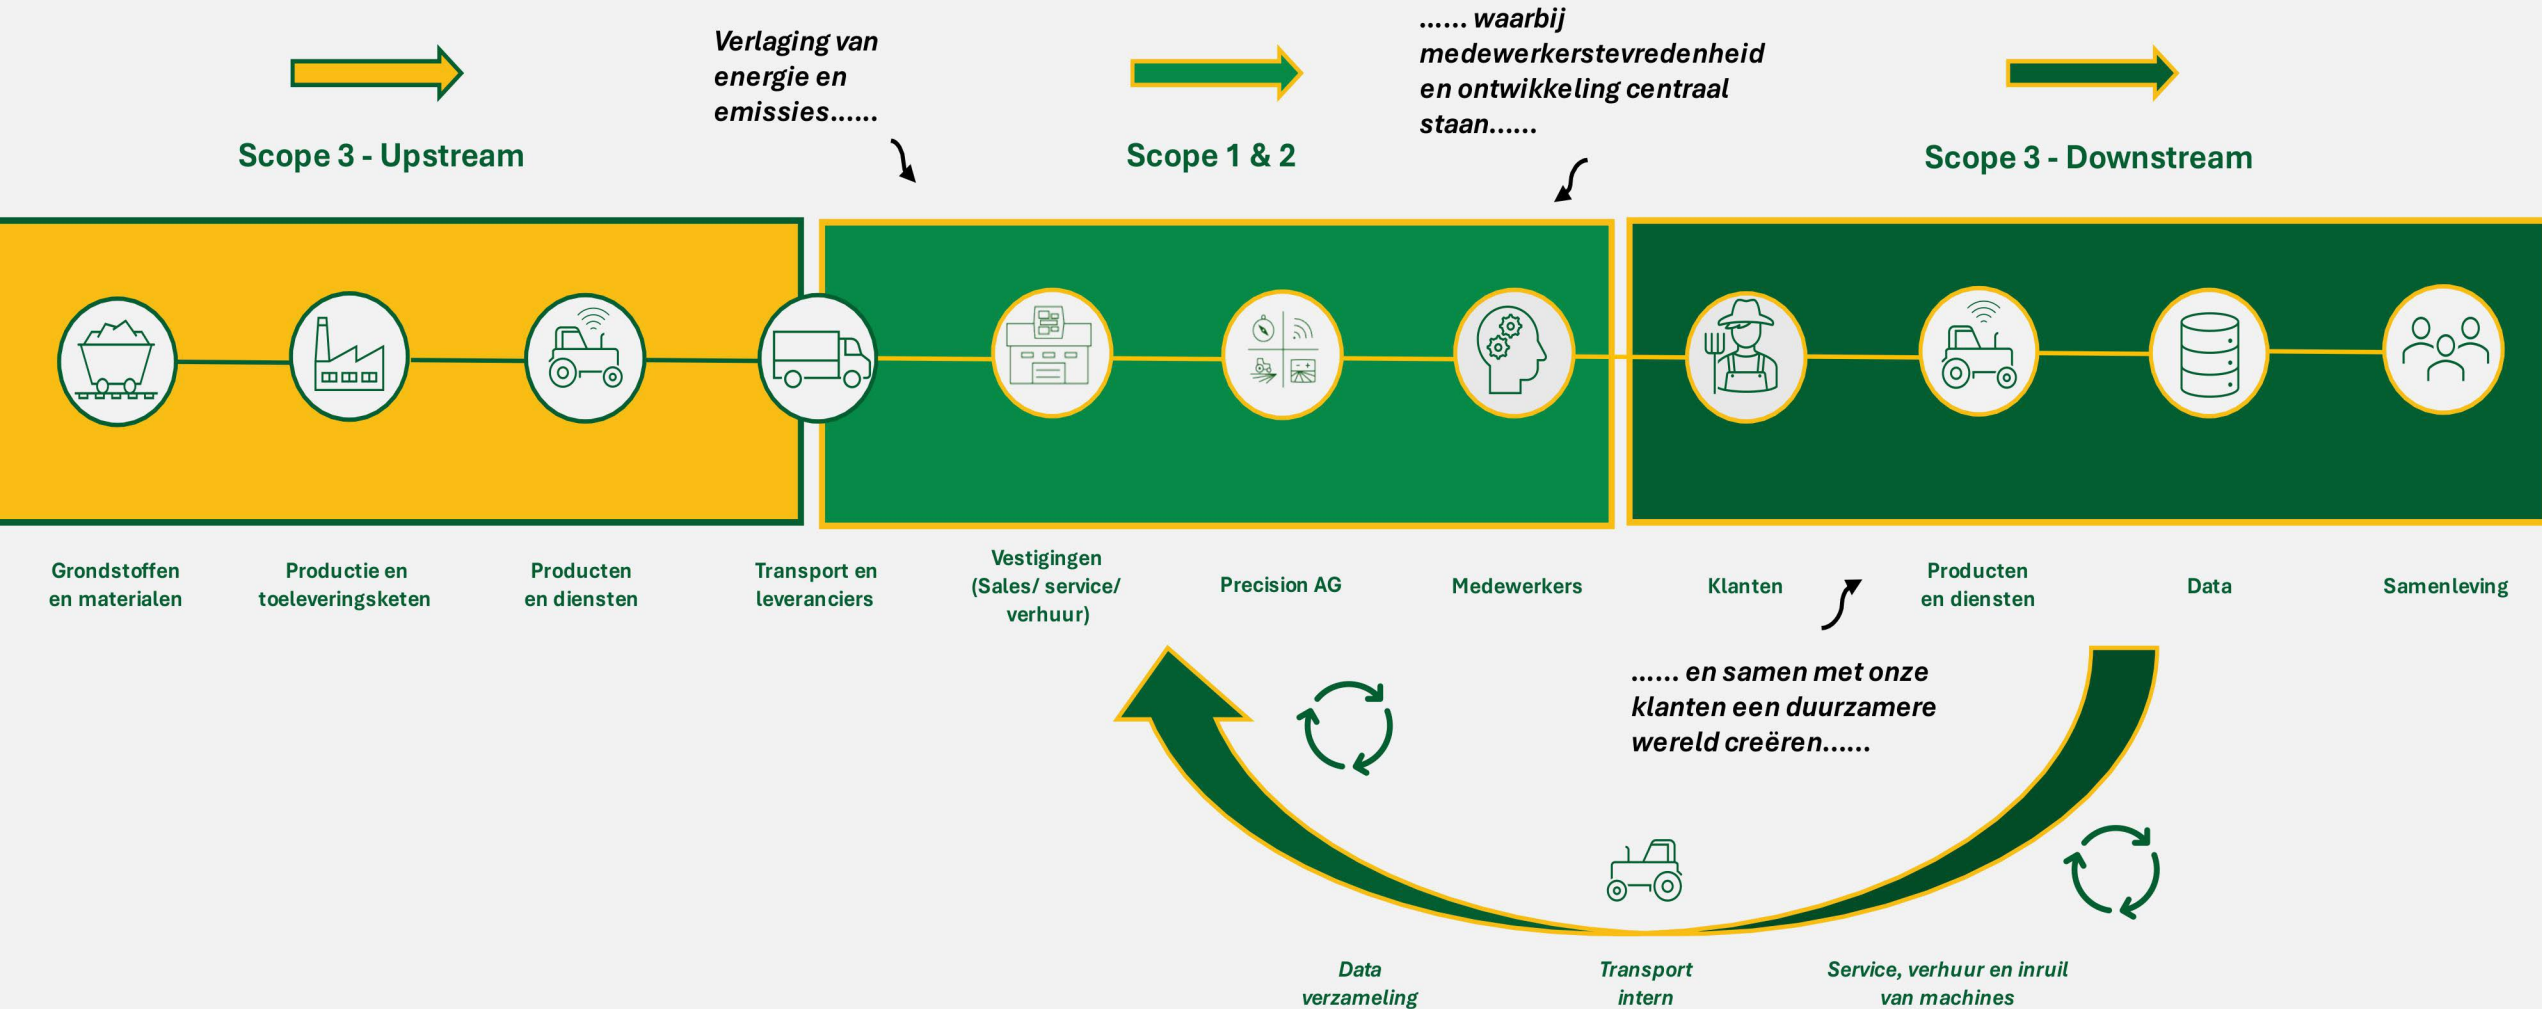 Verlaging van
energie en
emissies......
...... waarbij
medewerkerstevredenheid
en ontwikkeling centraal
staan......
Scope 3 - Upstream
Scope 1 & 2
Scope 3 - Downstream
Grondstoffen
en materialen
Productie en
toeleveringsketen
Producten
en diensten
Transport en
leveranciers
Vestigingen
(Sales/ service/
verhuur)
Precision AG
Medewerkers
Klanten
Producten
en diensten
Data
Samenleving
...... en samen met onze
klanten een duurzamere
wereld creëren......
Data
verzameling
Transport
intern
Service, verhuur en inruil
van machines